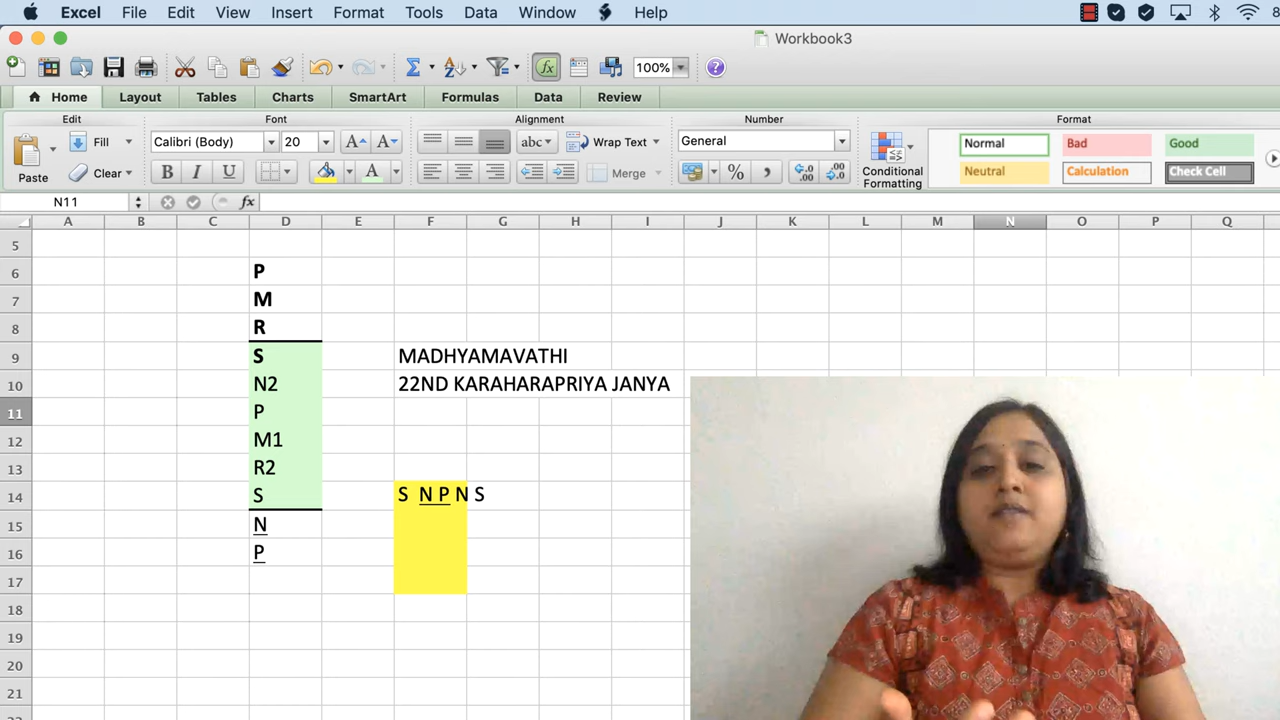 Excel File Edit View Insert Format Tools Data Window Help 8
Workbook3
100%
Home Layout Tables Charts SmartArt Formulas Data Review
Edit Font Alignment Number Format
Paste Fill Calibri (Body) 20 A A abc Wrap Text General Conditional Formatting Normal Bad Good
Clear B I U A Merge % Neutral Calculation Check Cell
N11 fx
A B C D E F G H I J K L M N O P Q
5
6 P
7 M
8 R
9 S MADHYAMAVATHI
10 N2 22ND KARAHARAPRIYA JANYA
11 P
12 M1
13 R2
14 S S N P N S
15 N
16 P
17
18
19
20
21